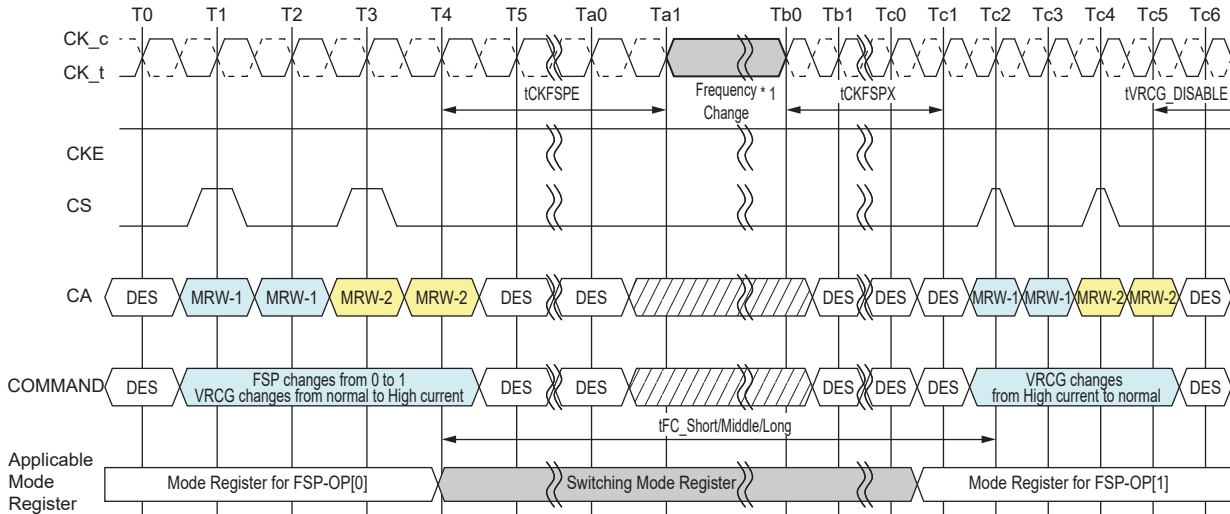 T0 T1 T2 T3 T4 T5 Ta0 Ta1 Tb0 Tb1 Tc0 Tc1 Tc2 Tc3 Tc4 Tc5 Tc6
CK_c
CK_t
tCKFSPE
Frequency * 1
Change
tCKFSPX
tVRCG_DISABLE
CKE
CS
CA DES MRW-1 MRW-1 MRW-2 MRW-2 DES DES DES DES DES MRW-1 MRW-1 MRW-2 MRW-2 DES
COMMAND DES FSP changes from 0 to 1
VRCG changes from normal to High current
DES DES DES DES DES VRCG changes
from High current to normal
DES
tFC_Short/Middle/Long
Applicable
Mode
Register
Mode Register for FSP-OP[0] Switching Mode Register Mode Register for FSP-OP[1]